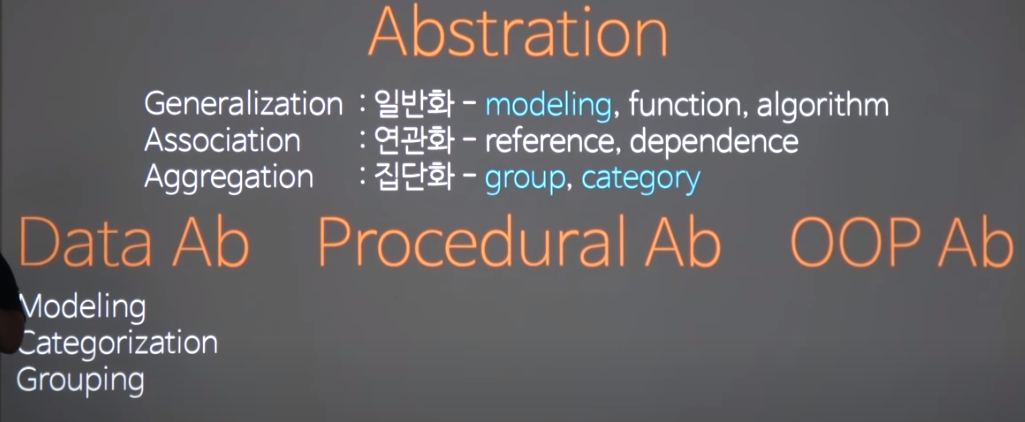 Abstration
Generalization : 일반화 - modeling, function, algorithm
Association : 연관화 - reference, dependence
Aggregation : 집단화 - group, category
Data Ab Procedural Ab OOP Ab
Modeling
Categorization
Grouping